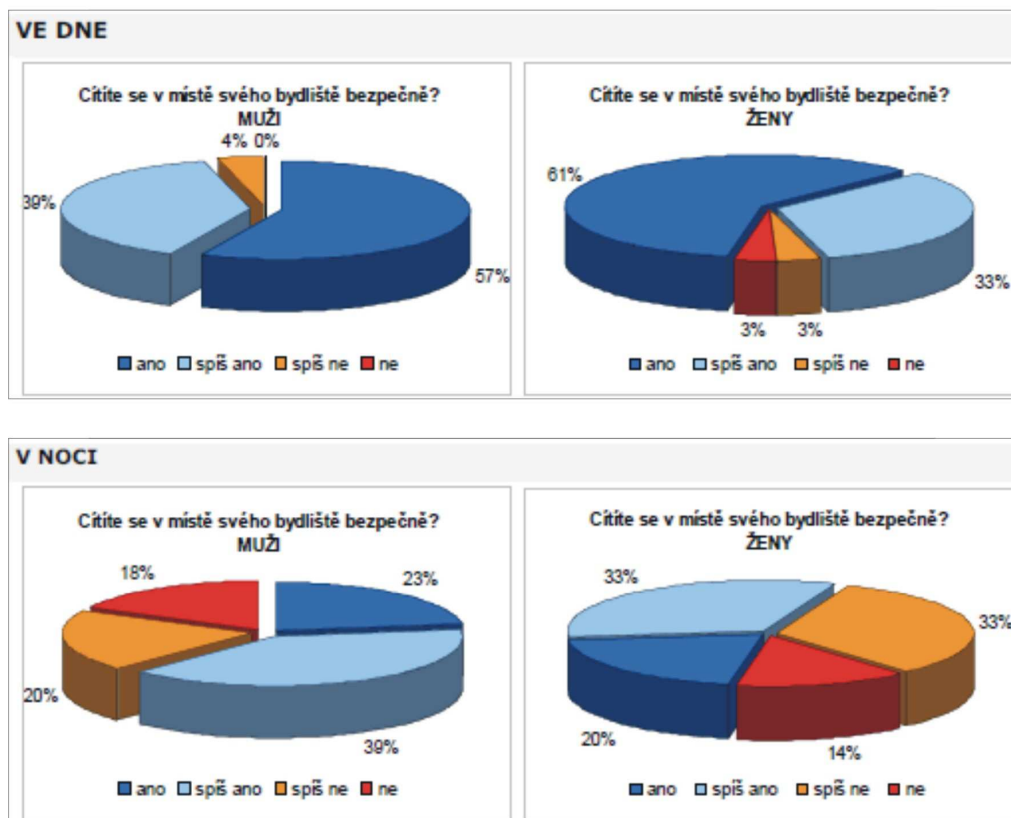 VE DNE
Cítíte se v místě svého bydliště bezpečně?
MUŽI
4% 0%
39%
57%
ano spíš ano spíš ne ne
Cítíte se v místě svého bydliště bezpečně?
ŽENY
61%
33%
3% 3%
ano spíš ano spíš ne ne
V NOCI
Cítíte se v místě svého bydliště bezpečně?
MUŽI
18% 23%
20%
39%
ano spíš ano spíš ne ne
Cítíte se v místě svého bydliště bezpečně?
ŽENY
33%
33%
20%
14%
ano spíš ano spíš ne ne